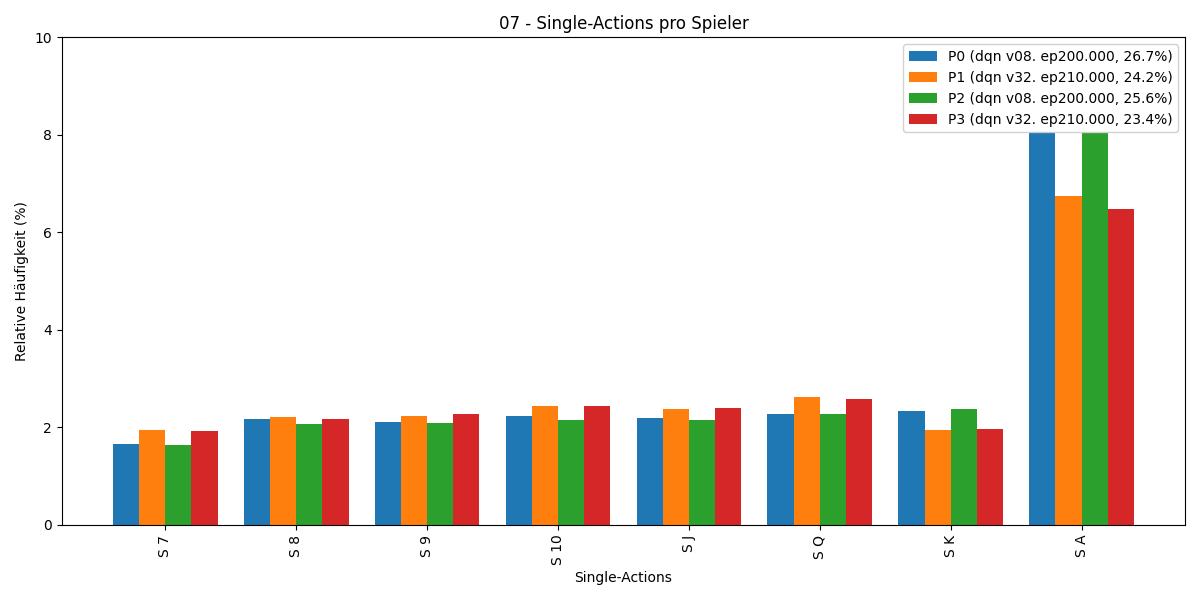 07 - Single-Actions pro Spieler
P0 (dqn v08. ep200.000, 26.7%)
P1 (dqn v32. ep210.000, 24.2%)
P2 (dqn v08. ep200.000, 25.6%)
P3 (dqn v32. ep210.000, 23.4%)
Relative Häufigkeit (%)
10
8
6
4
2
0
S 7
S 8
S 9
S 10
S J
S Q
S K
S A
Single-Actions